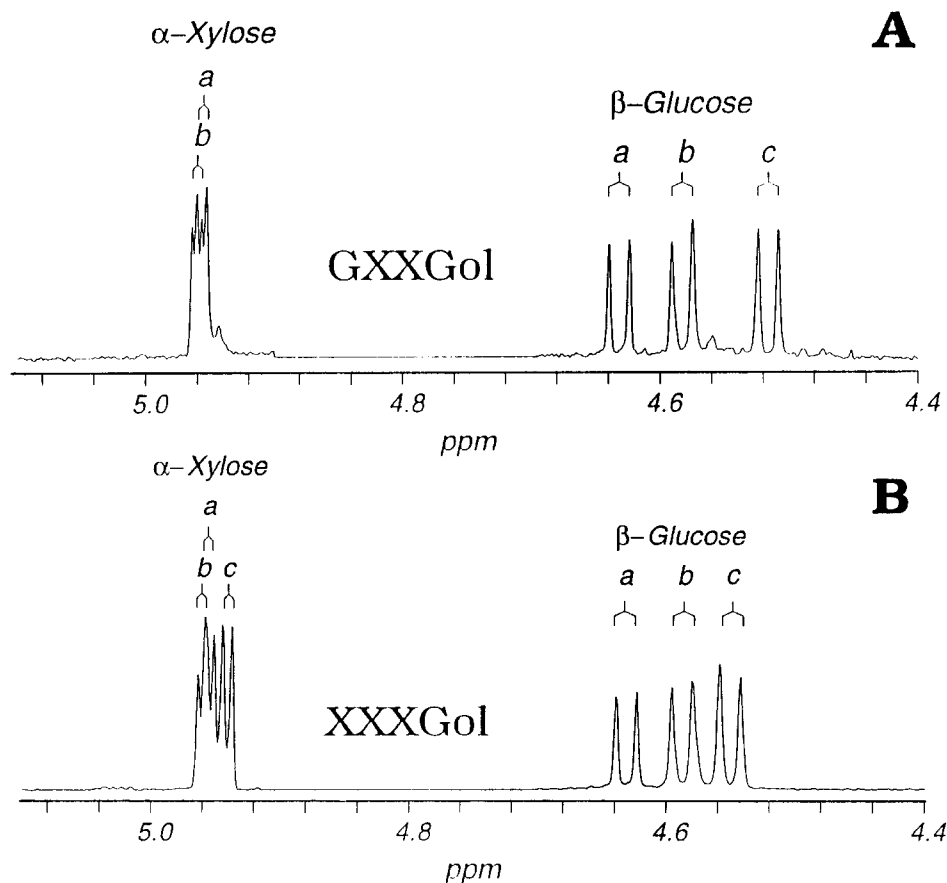 A
α–Xylose
a
b
β–Glucose
a b c
GXXGol
5.0 4.8 4.6 4.4
ppm
B
α–Xylose
a
b c
β–Glucose
a b c
XXXGol
5.0 4.8 4.6 4.4
ppm